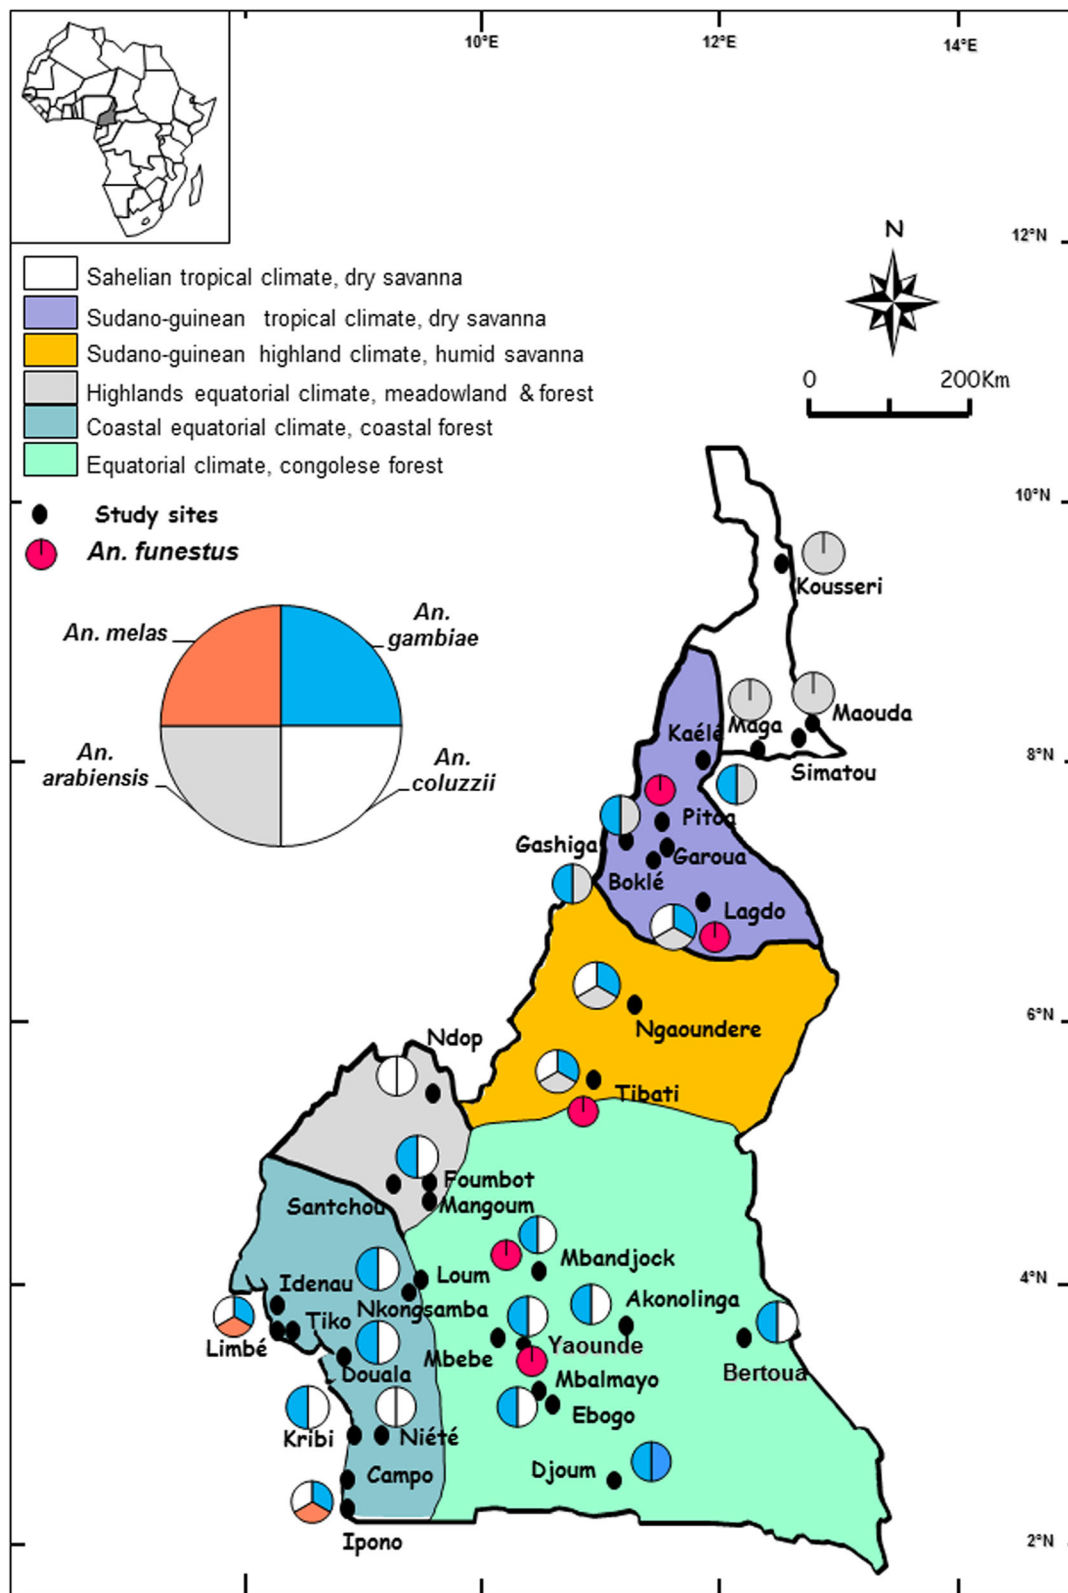 10°E 12°E 14°E
N
12°N
Sahelian tropical climate, dry savanna
Sudano-guinean tropical climate, dry savanna
Sudano-guinean highland climate, humid savanna
0 200Km
Highlands equatorial climate, meadowland & forest
Coastal equatorial climate, coastal forest
Equatorial climate, congolese forest
10°N
Study sites
An. funestus
Kousseri
An. melas
An.
gambiae
An.
arabiensis
An.
coluzzii
Maouda
Maga
Kaélé
8°N
Simatou
Pitoa
Gashiga
Garoua
Boklé
Lagdo
6°N
Ngaoundere
Ndop
Tibati
Foumbot
Santchou
Mangoum
Mbandjock
Loum
4°N
Idenau
Nkongsamba
Akonolinga
Tiko
Limbé
Yaounde
Mbebe
Bertoua
Douala
Mbalmayo
Ebogo
Kribi
Niété
Djoum
Campo
Ipono
2°N